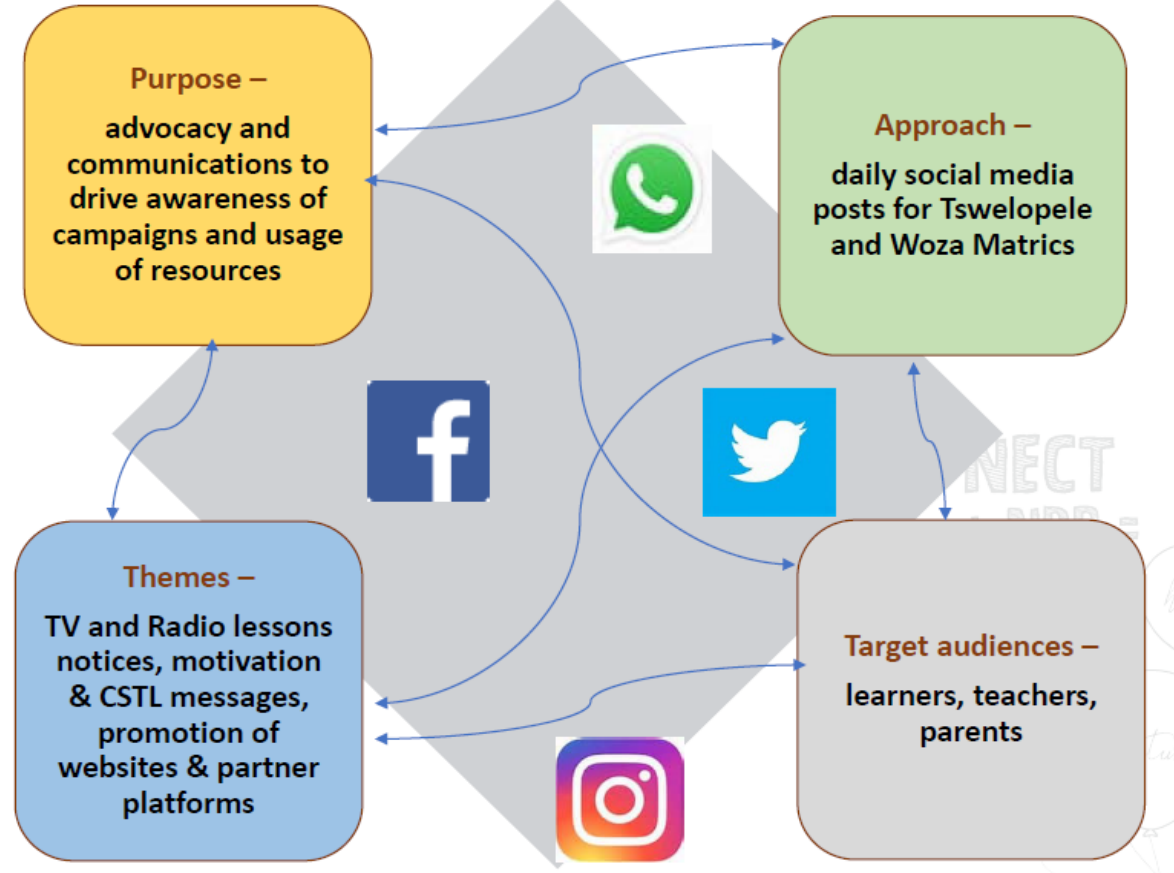 Purpose –
advocacy and
communications to
drive awareness of
campaigns and usage
of resources
Approach –
daily social media
posts for Tswelopele
and Woza Matrics
Themes –
TV and Radio lessons
notices, motivation
& CSTL messages,
promotion of
websites & partner
platforms
Target audiences –
learners, teachers,
parents
NECT